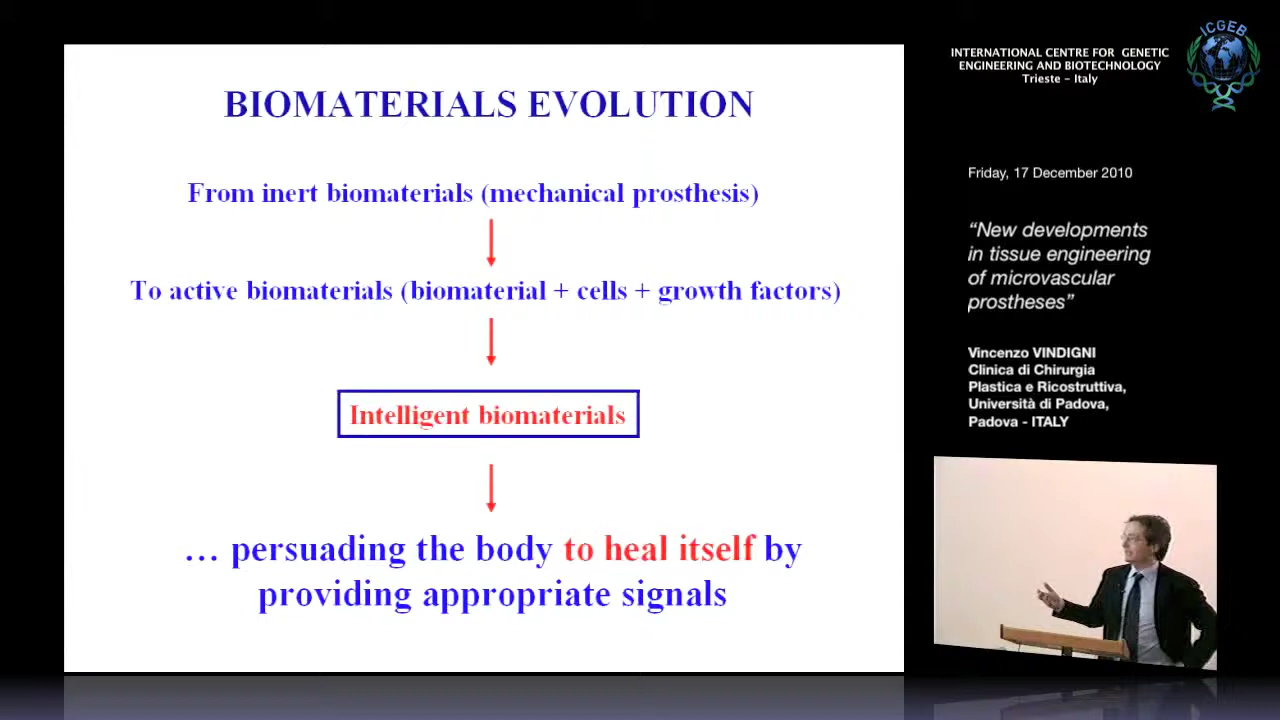 BIOMATERIALS EVOLUTION
From inert biomaterials (mechanical prosthesis)
To active biomaterials (biomaterial + cells + growth factors)
Intelligent biomaterials
… persuading the body to heal itself by
providing appropriate signals
INTERNATIONAL CENTRE FOR GENETIC
ENGINEERING AND BIOTECHNOLOGY
Trieste - Italy
ICGEB
Friday, 17 December 2010
“New developments
in tissue engineering
of microvascular
prostheses”
Vincenzo VINDIGNI
Clinica di Chirurgia
Plastica e Ricostruttiva,
Università di Padova,
Padova - ITALY